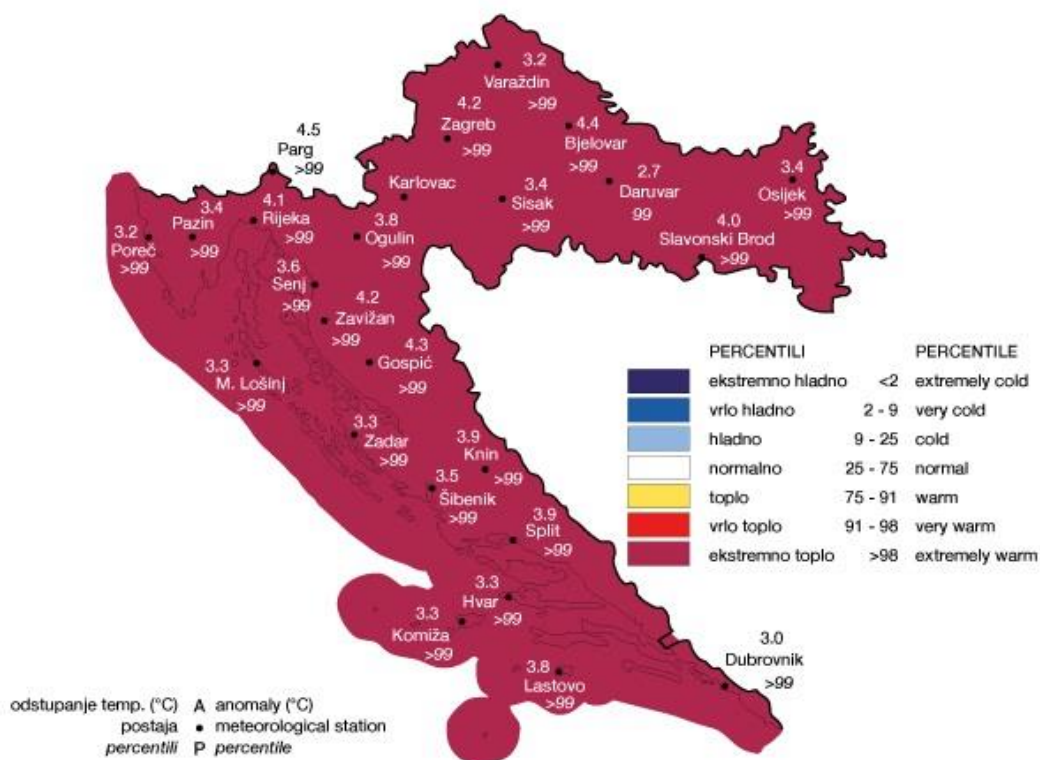 3.2
Varaždin
>99
4.2
Zagreb
>99
4.4
Bjelovar
>99
4.5
Parg
>99
2.7
Daruvar
99
3.4
Osijek
>99
Karlovac
3.4
Sisak
>99
4.0
Slavonski Brod
>99
3.2
Poreč
>99
3.4
Pazin
>99
4.1
Rijeka
>99
3.8
Ogulin
>99
3.6
Senj
>99
4.2
Zavižan
>99
4.3
Gospić
>99
3.3
M. Lošinj
>99
3.3
Zadar
>99
3.9
Knin
>99
3.5
Šibenik
>99
3.9
Split
>99
3.3
Hvar
>99
3.3
Komiža
>99
3.8
Lastovo
>99
3.0
Dubrovnik
>99
PERCENTILI PERCENTILE
ekstremno hladno <2 extremely cold
vrlo hladno 2 - 9 very cold
hladno 9 - 25 cold
normalno 25 - 75 normal
toplo 75 - 91 warm
vrlo toplo 91 - 98 very warm
ekstremno toplo >98 extremely warm
odstupanje temp. (°C) A anomaly (°C)
postaja • meteorological station
percentili P percentile